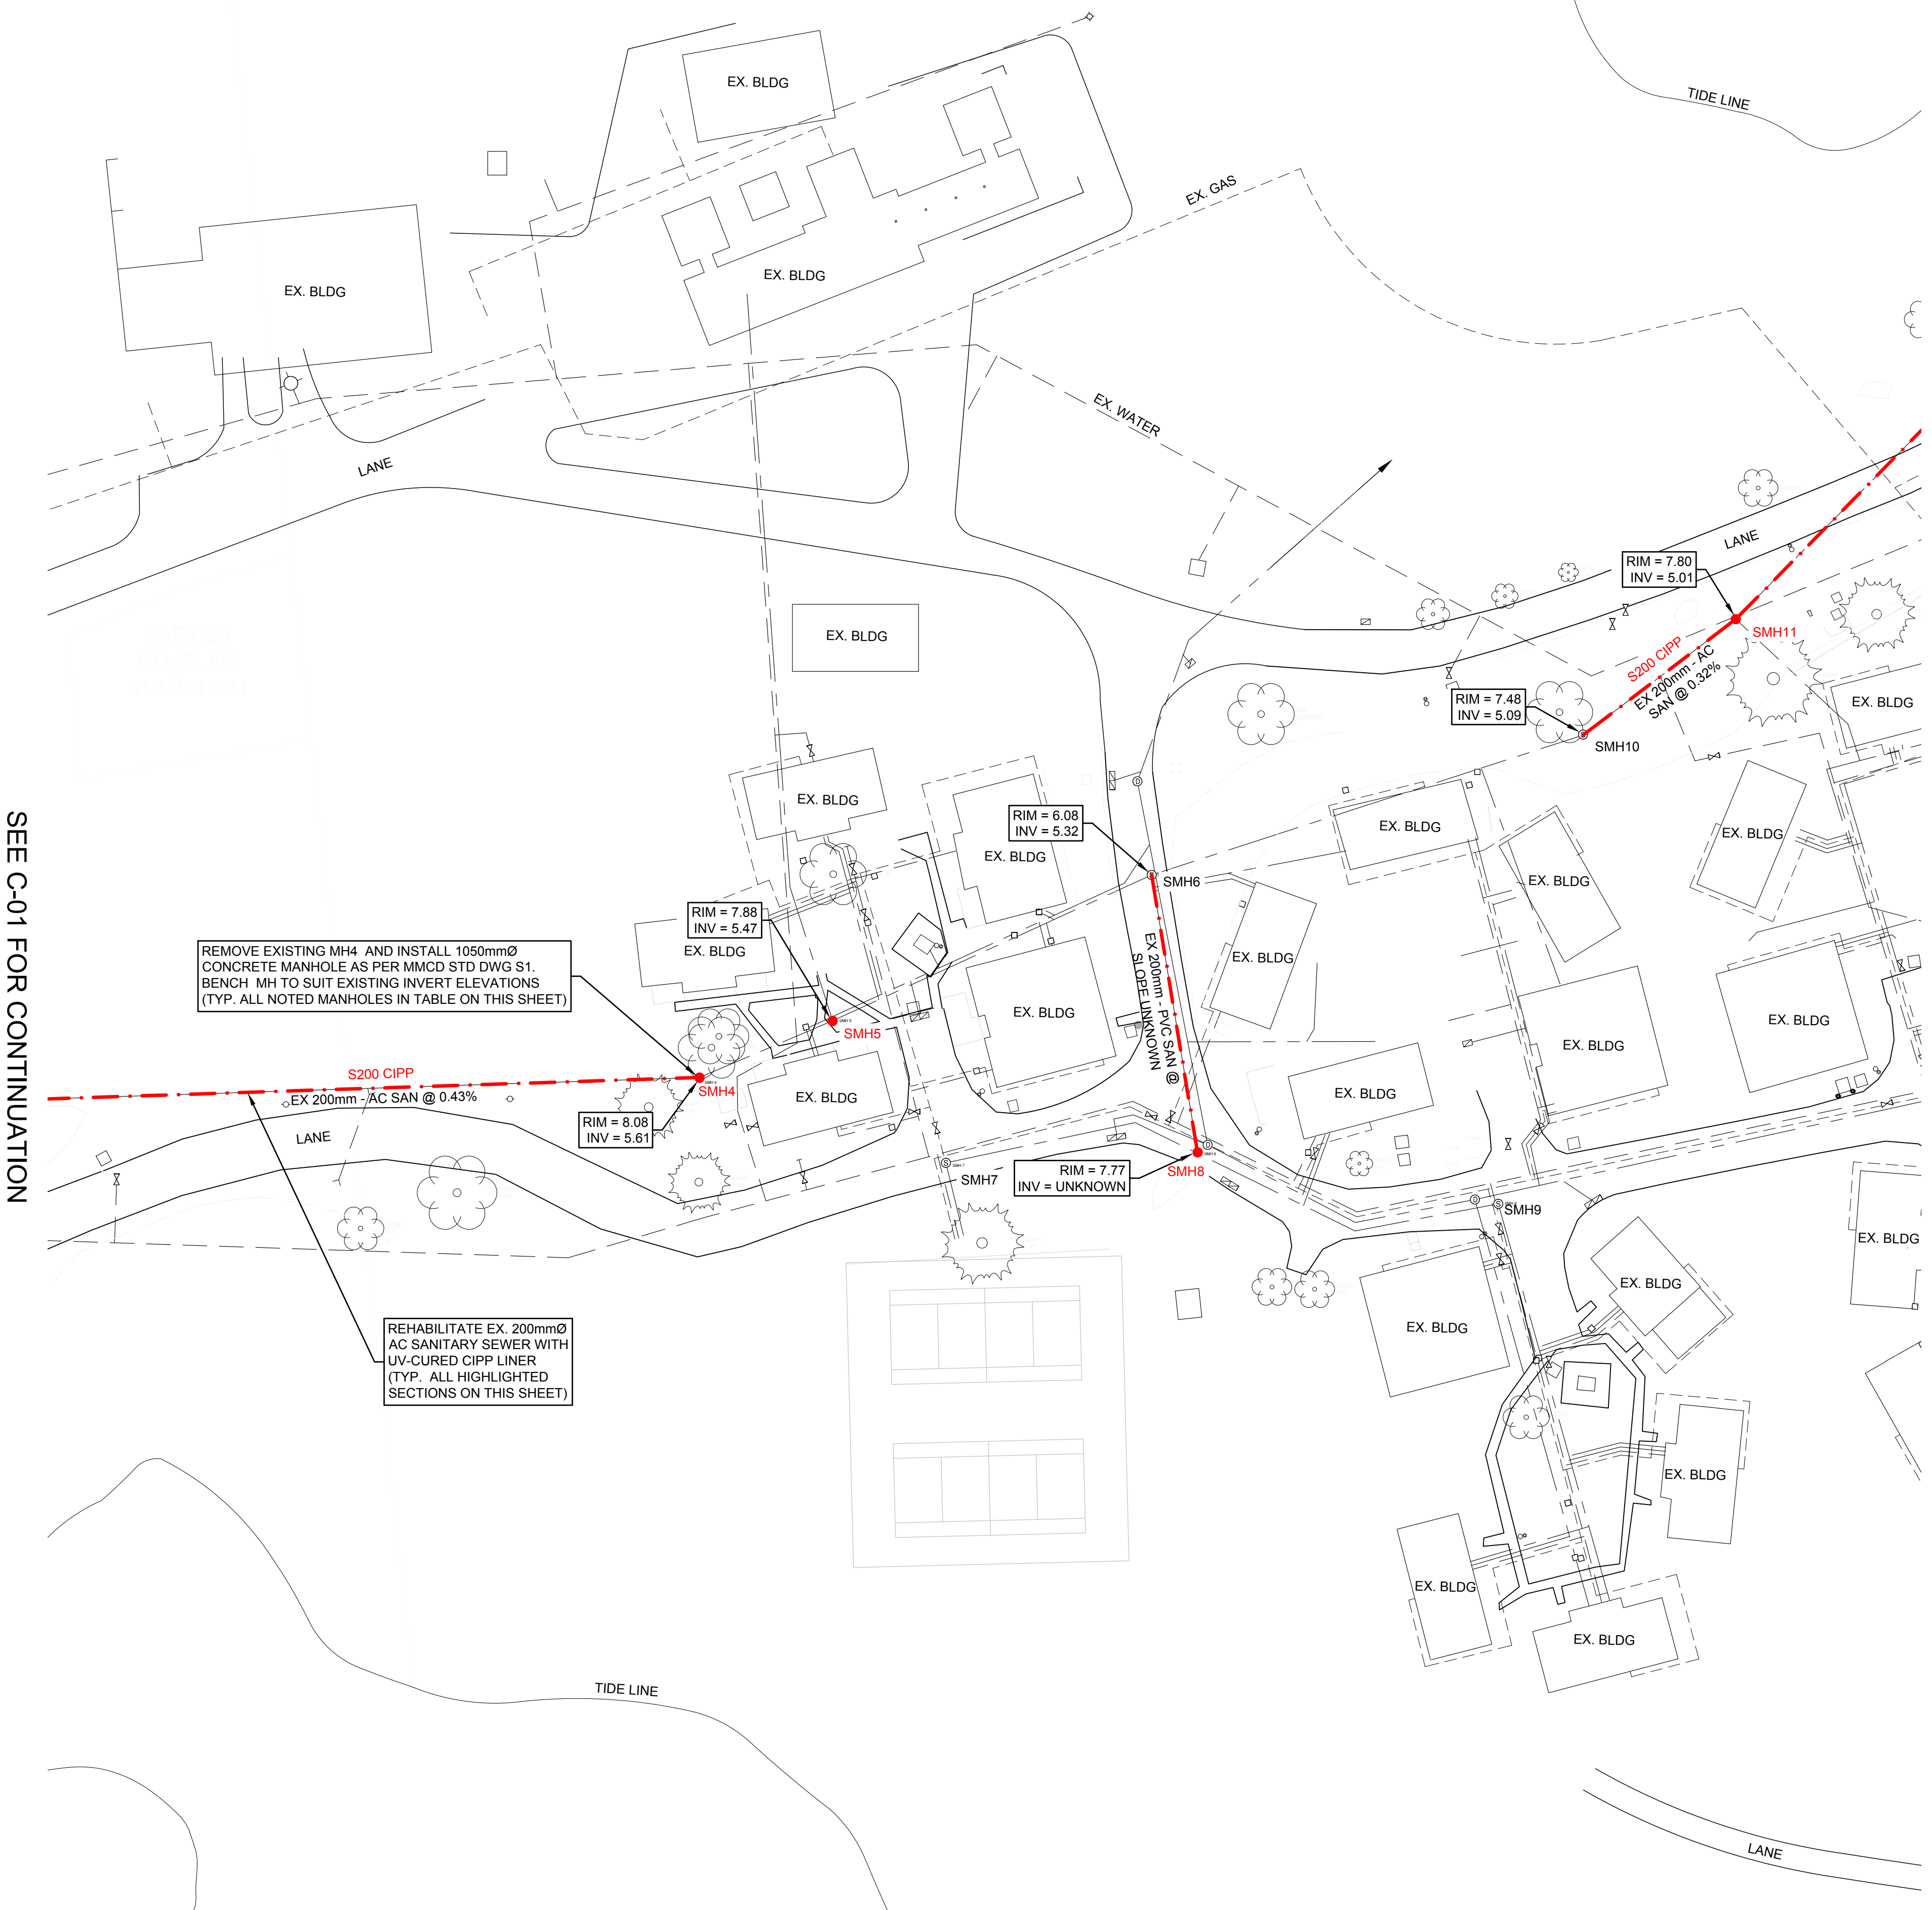 EX. BLDG
TIDE LINE
EX. GAS
EX. BLDG
EX. BLDG
EX. WATER
LANE
LANE
RIM = 7.80
INV = 5.01
SMH11
S200 CIPP
EX 200mm - AC
SAN @ 0.32%
EX. BLDG
EX. BLDG
RIM = 7.48
INV = 5.09
SMH10
EX. BLDG
RIM = 6.08
INV = 5.32
EX. BLDG
SMH6
EX. BLDG
EX. BLDG
EX. BLDG
RIM = 7.88
INV = 5.47
EX. BLDG
SEE C-01 FOR CONTINUATION
REMOVE EXISTING MH4 AND INSTALL 1050mmØ
CONCRETE MANHOLE AS PER MMCD STD DWG S1.
BENCH MH TO SUIT EXISTING INVERT ELEVATIONS
(TYP. ALL NOTED MANHOLES IN TABLE ON THIS SHEET)
EX 200mm - PVC SAN @
SLOPE UNKNOWN
EX. BLDG
EX. BLDG
EX. BLDG
EX. BLDG
SMH5
S200 CIPP
SMH4
EX 200mm - AC SAN @ 0.43%
EX. BLDG
EX. BLDG
RIM = 8.08
INV = 5.61
LANE
SMH7
RIM = 7.77
INV = UNKNOWN
SMH8
SMH9
EX. BLDG
EX. BLDG
EX. BLDG
REHABILITATE EX. 200mmØ
AC SANITARY SEWER WITH
UV-CURED CIPP LINER
(TYP. ALL HIGHLIGHTED
SECTIONS ON THIS SHEET)
EX. BLDG
EX. BLDG
EX. BLDG
TIDE LINE
LANE